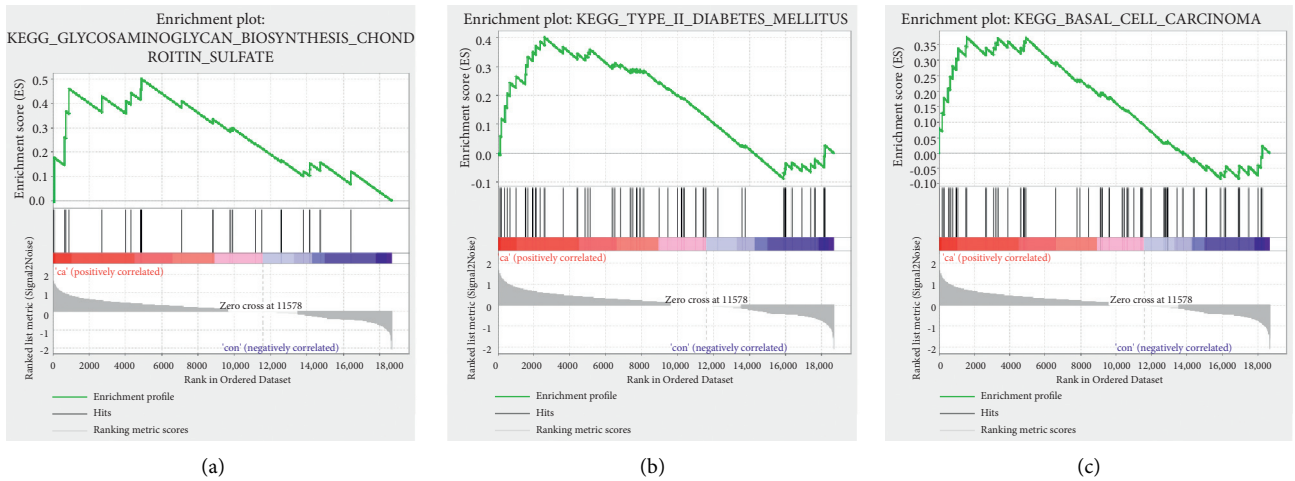 Enrichment plot:
KEGG_GLYCOSAMINOGLYCAN_BIOSYNTHESIS_CHOND
ROITIN_SULFATE
Enrichment score (ES)
0.5
0.4
0.3
0.2
0.1
0.0
'ca' (positively correlated)
Ranked list metric (Signal2Noise)
2
1
0
-1
-2
Zero cross at 11578
'con' (negatively correlated)
0 2000 4000 6000 8000 10,000 12,000 14,000 16,000 18,000
Rank in Ordered Dataset
Enrichment profile
Hits
Ranking metric scores
(a)
Enrichment plot: KEGG_TYPE_II_DIABETES_MELLITUS
Enrichment score (ES)
0.4
0.3
0.2
0.1
0.0
-0.1
'ca' (positively correlated)
Ranked list metric (Signal2Noise)
2
1
0
-1
-2
Zero cross at 11578
'con' (negatively correlated)
0 2000 4000 6000 8000 10,000 12,000 14,000 16,000 18,000
Rank in Ordered Dataset
Enrichment profile
Hits
Ranking metric scores
(b)
Enrichment plot: KEGG_BASAL_CELL_CARCINOMA
Enrichment score (ES)
0.35
0.30
0.25
0.20
0.15
0.10
0.05
0.00
-0.05
-0.10
'ca' (positively correlated)
Ranked list metric (Signal2Noise)
2
1
0
-1
-2
Zero cross at 11578
'con' (negatively correlated)
0 2000 4000 6000 8000 10,000 12,000 14,000 16,000 18,000
Rank in Ordered Dataset
Enrichment profile
Hits
Ranking metric scores
(c)